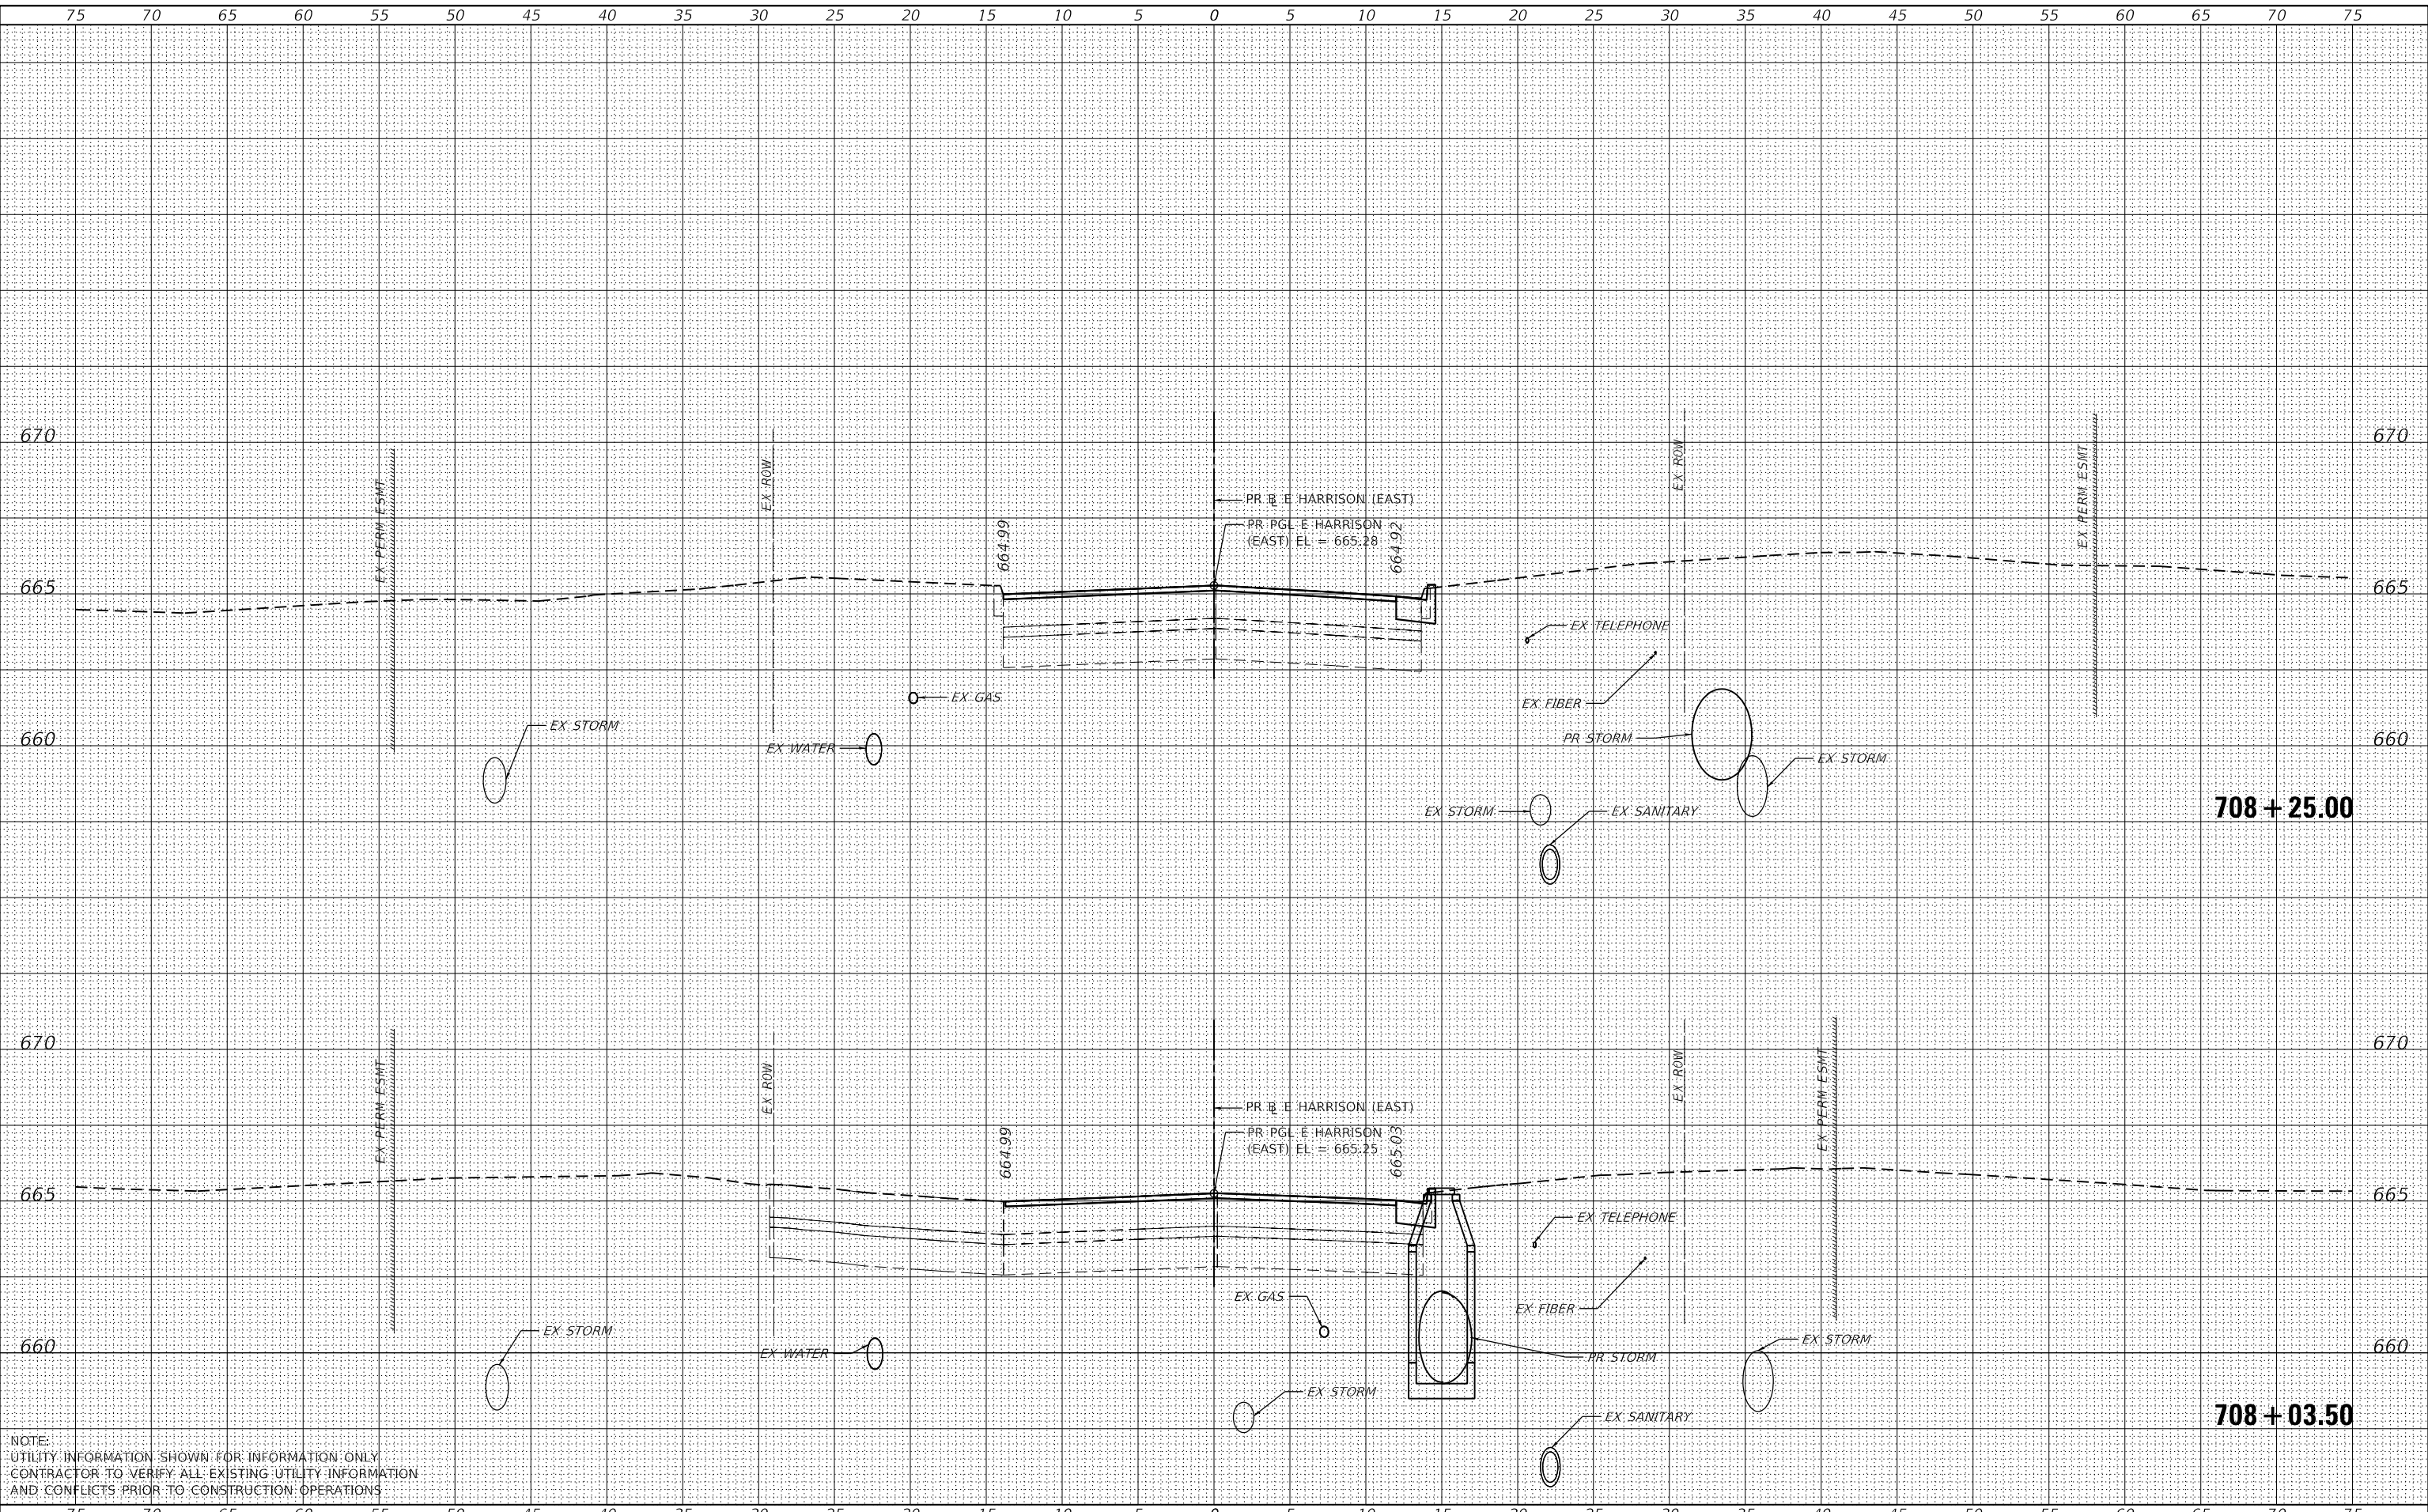 75 70 65 60 55 50 45 40 35 30 25 20 15 10 5 0 5 10 15 20 25 30 35 40 45 50 55 60 65 70 75
670
670
EX PERM ESMT
EX ROW
EX ROW
EX PERM ESMT
PR BL E HARRISON (EAST)
PR PGL E HARRISON
(EAST) EL = 665.28
664.99
664.92
665
665
EX TELEPHONE
EX GAS
EX FIBER
EX STORM
EX WATER
PR STORM
660
660
EX STORM
EX STORM
EX SANITARY
708 + 25.00
670
670
EX PERM ESMT
EX ROW
EX ROW
EX PERM ESMT
PR BL E HARRISON (EAST)
PR PGL E HARRISON
(EAST) EL = 665.25
664.99
665.03
665
665
EX TELEPHONE
EX GAS
EX FIBER
EX STORM
EX STORM
660
660
EX WATER
PR STORM
EX STORM
EX SANITARY
708 + 03.50
NOTE:
UTILITY INFORMATION SHOWN FOR INFORMATION ONLY
CONTRACTOR TO VERIFY ALL EXISTING UTILITY INFORMATION
AND CONFLICTS PRIOR TO CONSTRUCTION OPERATIONS
75 70 65 60 55 50 45 40 35 30 25 20 15 10 5 0 5 10 15 20 25 30 35 40 45 50 55 60 65 70 75